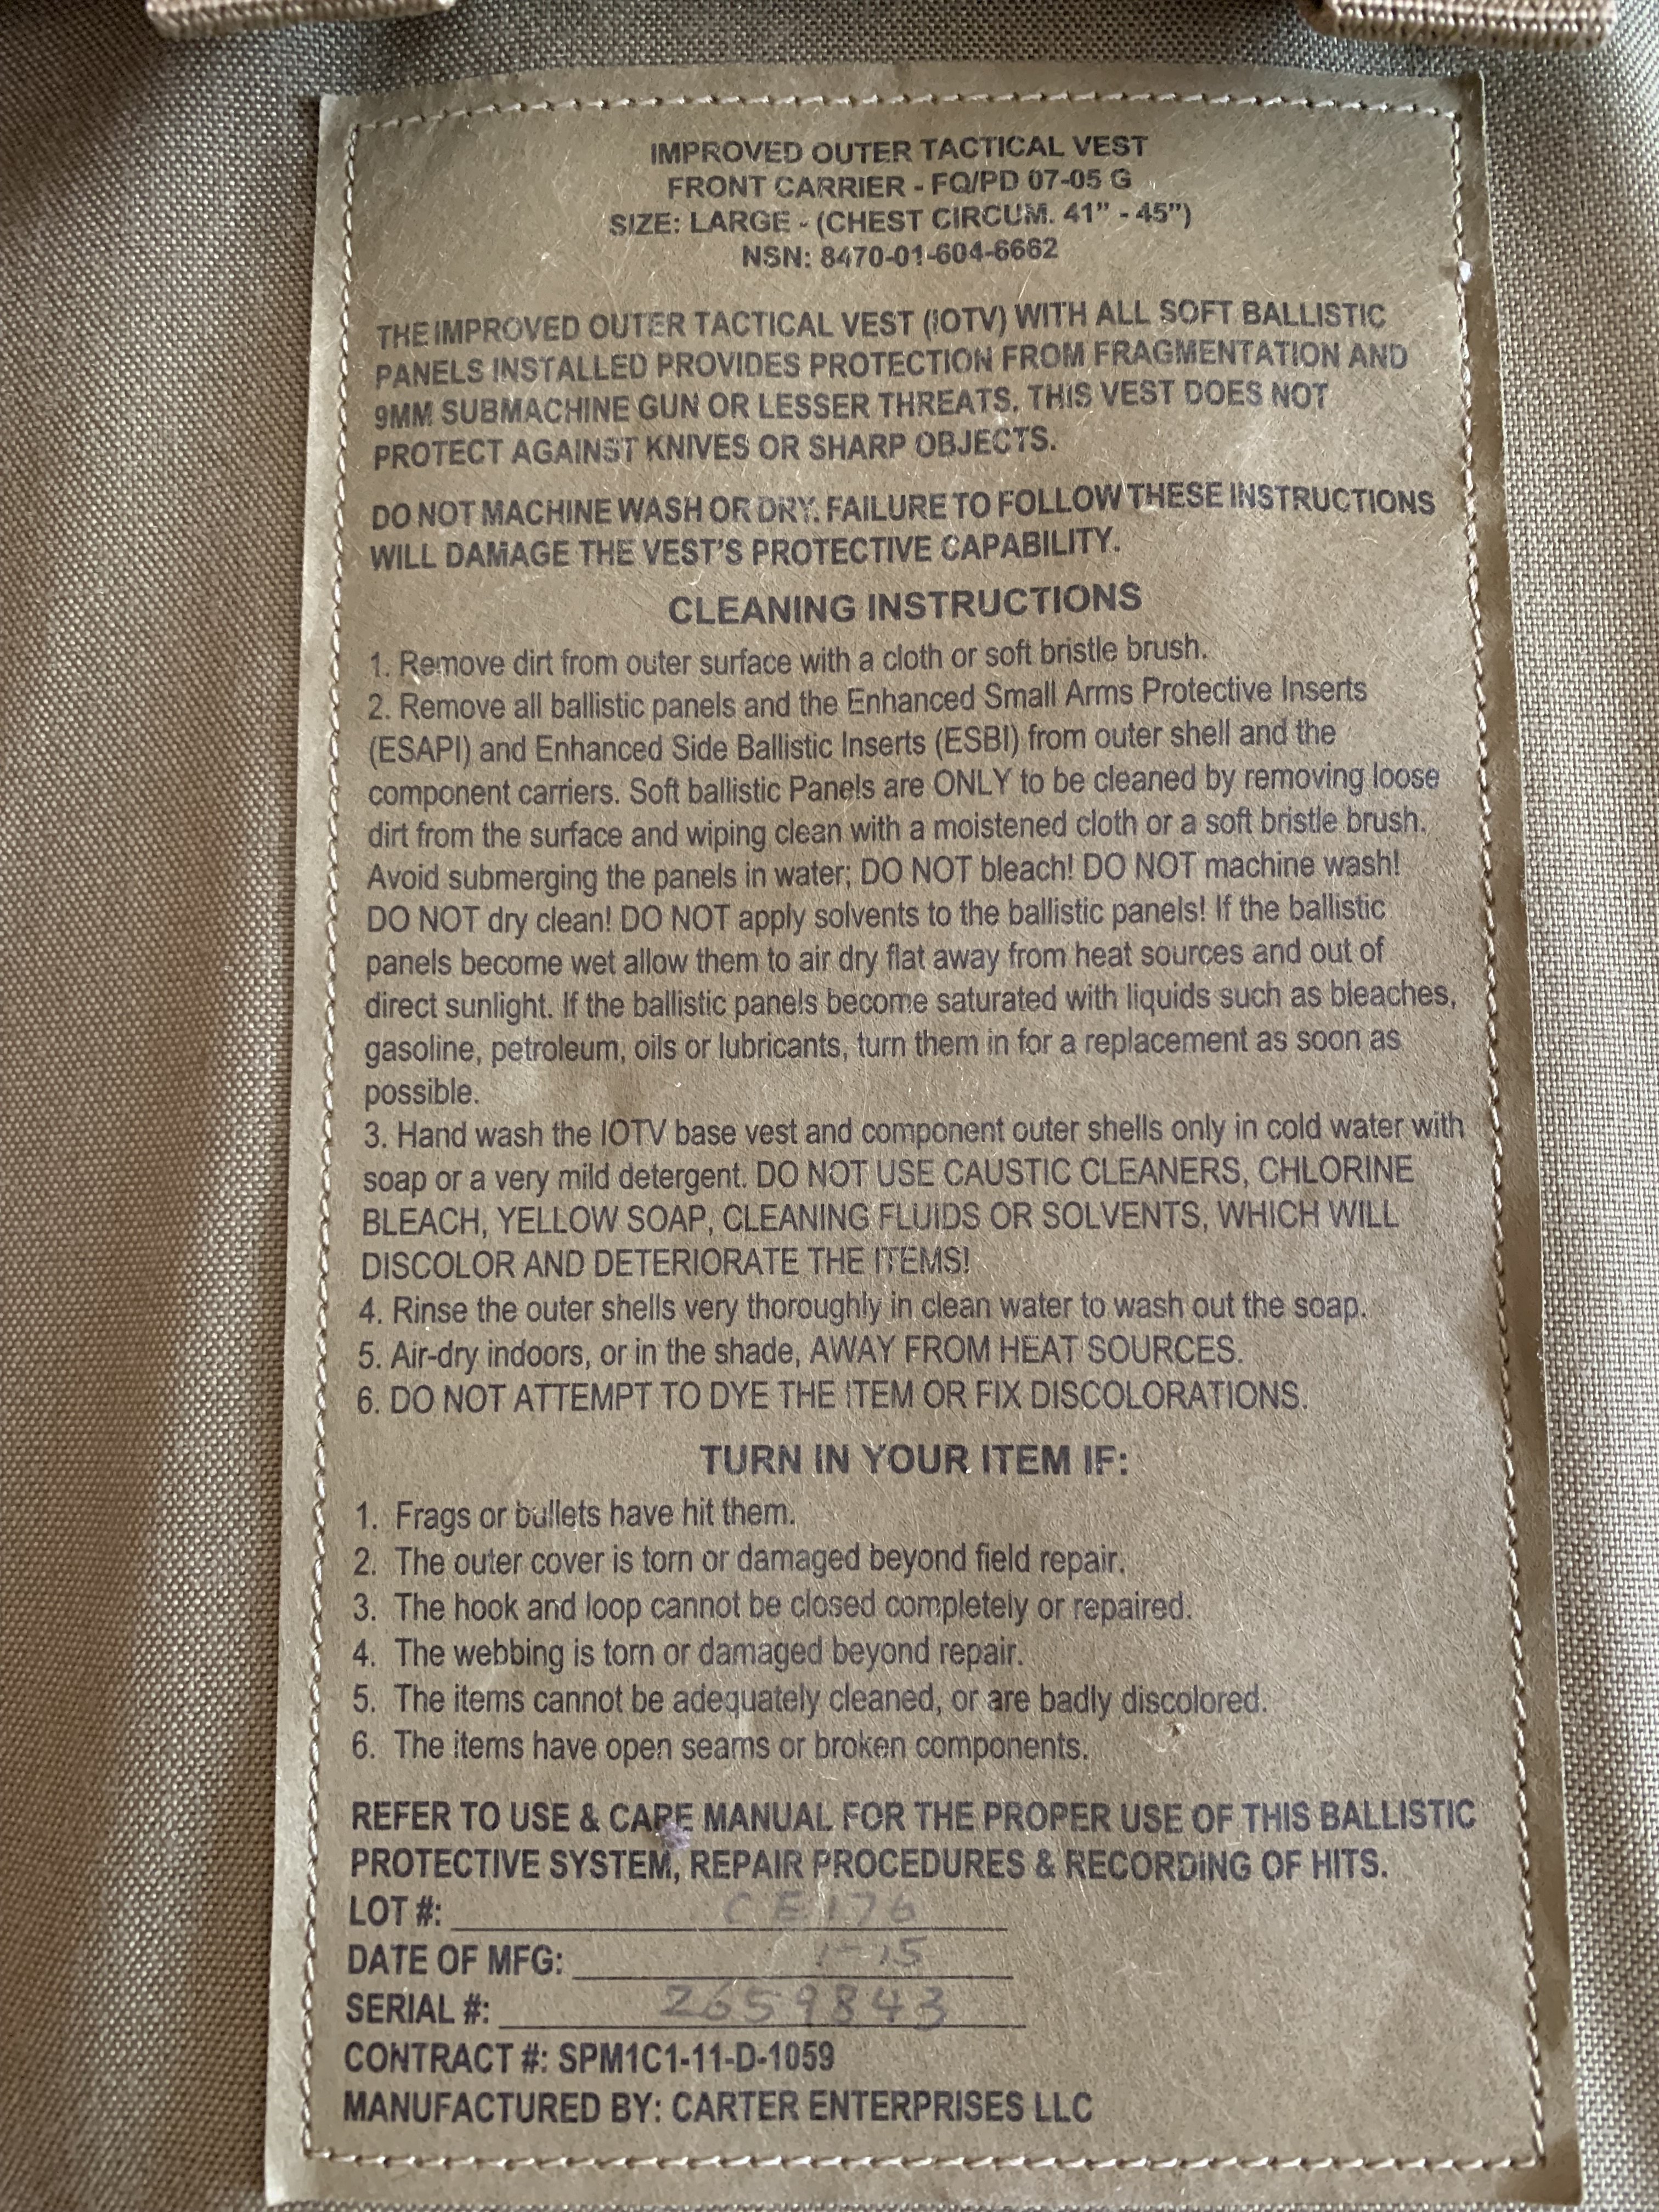 IMPROVED OUTER TACTICAL VEST
FRONT CARRIER - FQ/PD 07-05 G
SIZE: LARGE - (CHEST CIRCUM. 41" - 45")
NSN: 8470-01-604-6662
THE IMPROVED OUTER TACTICAL VEST (IOTV) WITH ALL SOFT BALLISTIC
PANELS INSTALLED PROVIDES PROTECTION FROM FRAGMENTATION AND
9MM SUBMACHINE GUN OR LESSER THREATS. THIS VEST DOES NOT
PROTECT AGAINST KNIVES OR SHARP OBJECTS.
DO NOT MACHINE WASH OR DRY. FAILURE TO FOLLOW THESE INSTRUCTIONS
WILL DAMAGE THE VEST'S PROTECTIVE CAPABILITY.
CLEANING INSTRUCTIONS
1. Remove dirt from outer surface with a cloth or soft bristle brush.
2. Remove all ballistic panels and the Enhanced Small Arms Protective Inserts
(ESAPI) and Enhanced Side Ballistic Inserts (ESBI) from outer shell and the
component carriers. Soft ballistic Panels are ONLY to be cleaned by removing loose
dirt from the surface and wiping clean with a moistened cloth or a soft bristle brush.
Avoid submerging the panels in water; DO NOT bleach! DO NOT machine wash!
DO NOT dry clean! DO NOT apply solvents to the ballistic panels! If the ballistic
panels become wet allow them to air dry flat away from heat sources and out of
direct sunlight. If the ballistic panels become saturated with liquids such as bleaches,
gasoline, petroleum, oils or lubricants, turn them in for a replacement as soon as
possible.
3. Hand wash the IOTV base vest and component outer shells only in cold water with
soap or a very mild detergent. DO NOT USE CAUSTIC CLEANERS, CHLORINE
BLEACH, YELLOW SOAP, CLEANING FLUIDS OR SOLVENTS, WHICH WILL
DISCOLOR AND DETERIORATE THE ITEMS!
4. Rinse the outer shells very thoroughly in clean water to wash out the soap.
5. Air-dry indoors, or in the shade, AWAY FROM HEAT SOURCES.
6. DO NOT ATTEMPT TO DYE THE ITEM OR FIX DISCOLORATIONS.
TURN IN YOUR ITEM IF:
1. Frags or bullets have hit them.
2. The outer cover is torn or damaged beyond field repair.
3. The hook and loop cannot be closed completely or repaired.
4. The webbing is torn or damaged beyond repair.
5. The items cannot be adequately cleaned, or are badly discolored.
6. The items have open seams or broken components.
REFER TO USE & CARE MANUAL FOR THE PROPER USE OF THIS BALLISTIC
PROTECTIVE SYSTEM, REPAIR PROCEDURES & RECORDING OF HITS.
LOT #: CE176
DATE OF MFG: 1-15
SERIAL #: 2659843
CONTRACT #: SPM1C1-11-D-1059
MANUFACTURED BY: CARTER ENTERPRISES LLC